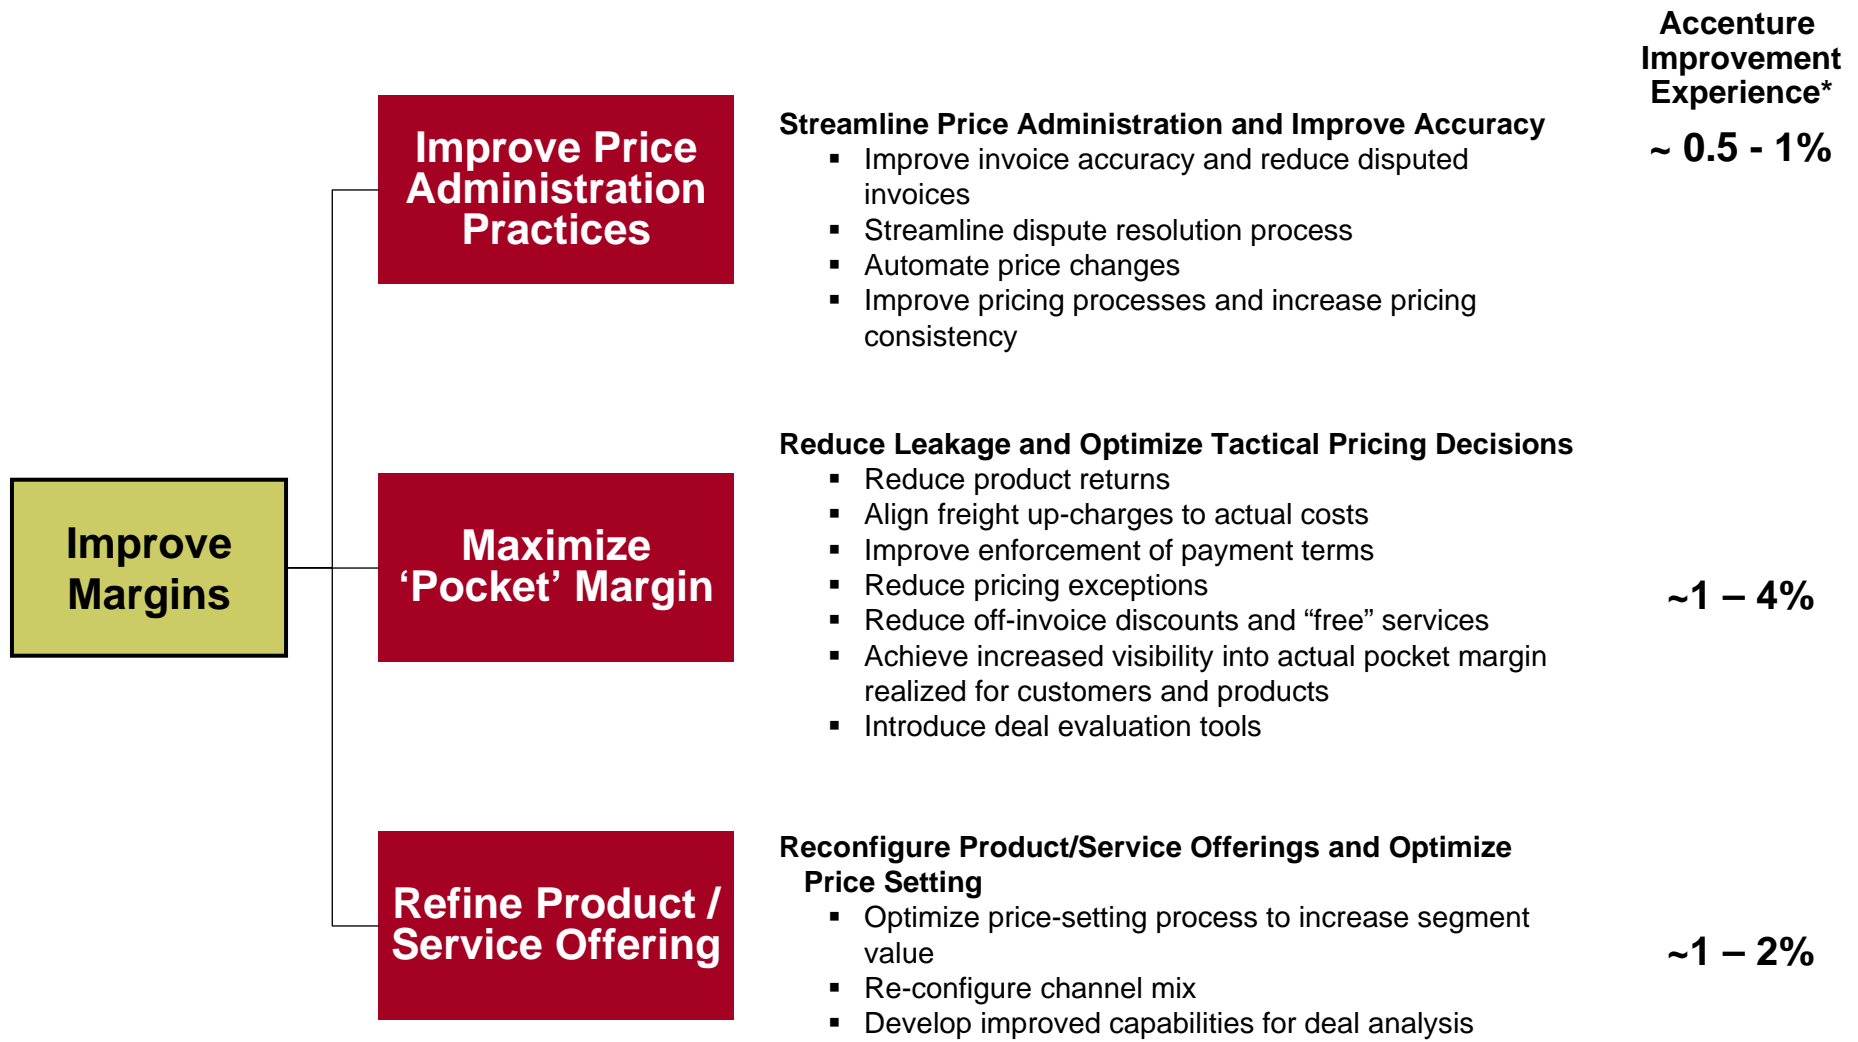 Accenture
Improvement
Experience*
Improve Price
Administration
Practices
Streamline Price Administration and Improve Accuracy
▪ Improve invoice accuracy and reduce disputed
invoices
▪ Streamline dispute resolution process
▪ Automate price changes
▪ Improve pricing processes and increase pricing
consistency
~ 0.5 - 1%
Improve
Margins
Maximize
‘Pocket’ Margin
Reduce Leakage and Optimize Tactical Pricing Decisions
▪ Reduce product returns
▪ Align freight up-charges to actual costs
▪ Improve enforcement of payment terms
▪ Reduce pricing exceptions
▪ Reduce off-invoice discounts and “free” services
▪ Achieve increased visibility into actual pocket margin
realized for customers and products
▪ Introduce deal evaluation tools
~1 – 4%
Refine Product /
Service Offering
Reconfigure Product/Service Offerings and Optimize
Price Setting
▪ Optimize price-setting process to increase segment
value
▪ Re-configure channel mix
▪ Develop improved capabilities for deal analysis
~1 – 2%